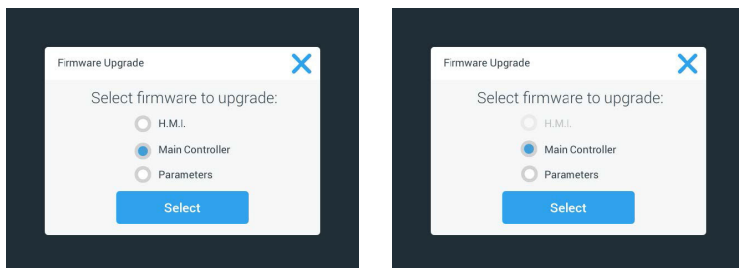 Firmware Upgrade
Select firmware to upgrade:
H.M.I.
Main Controller
Parameters
Select
Firmware Upgrade
Select firmware to upgrade:
H.M.I.
Main Controller
Parameters
Select